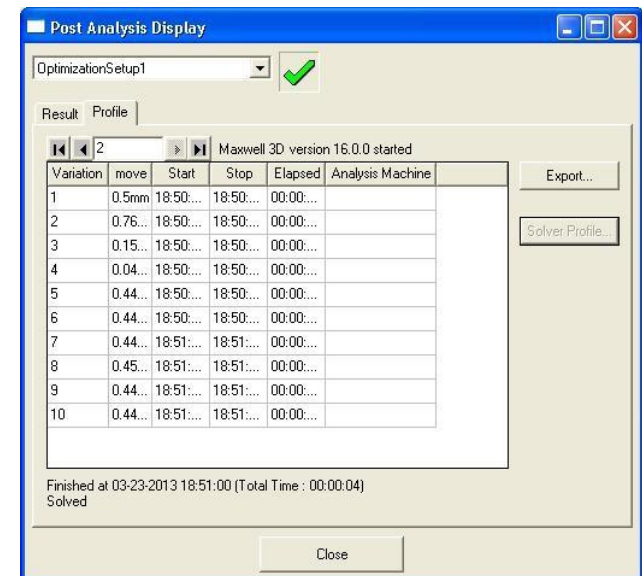 Post Analysis Display
OptimizationSetup1
Result Profile
2 Maxwell 3D version 16.0.0 started
Variation move Start Stop Elapsed Analysis Machine
Export...
1 0.5mm 18:50:... 18:50:... 00:00:...
2 0.76... 18:50:... 18:50:... 00:00:...
Solver Profile...
3 0.15... 18:50:... 18:50:... 00:00:...
4 0.04... 18:50:... 18:50:... 00:00:...
5 0.44... 18:50:... 18:50:... 00:00:...
6 0.44... 18:50:... 18:50:... 00:00:...
7 0.44... 18:51:... 18:51:... 00:00:...
8 0.45... 18:51:... 18:51:... 00:00:...
9 0.44... 18:51:... 18:51:... 00:00:...
10 0.44... 18:51:... 18:51:... 00:00:...
Finished at 03-23-2013 18:51:00 (Total Time : 00:00:04)
Solved
Close